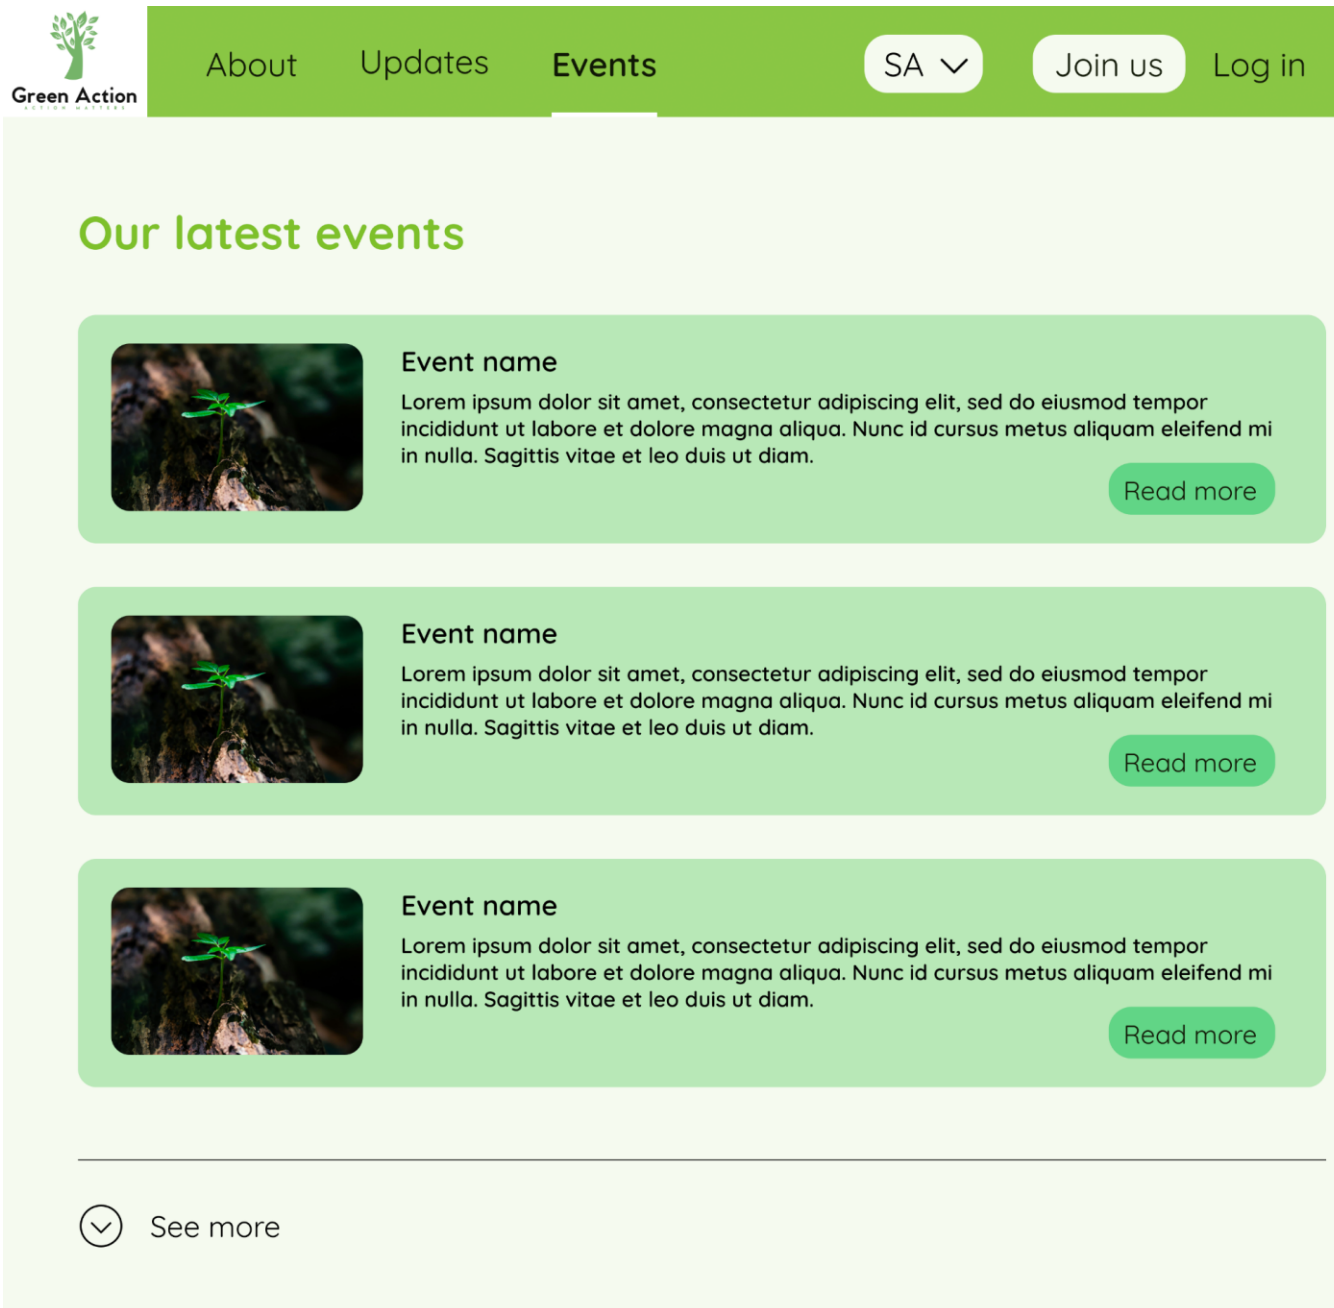 Green Action
ACTION MATTERS
About
Updates
Events
SA
Join us
Log in
Our latest events
Event name
Lorem ipsum dolor sit amet, consectetur adipiscing elit, sed do eiusmod tempor
incididunt ut labore et dolore magna aliqua. Nunc id cursus metus aliquam eleifend mi
in nulla. Sagittis vitae et leo duis ut diam.
Read more
Event name
Lorem ipsum dolor sit amet, consectetur adipiscing elit, sed do eiusmod tempor
incididunt ut labore et dolore magna aliqua. Nunc id cursus metus aliquam eleifend mi
in nulla. Sagittis vitae et leo duis ut diam.
Read more
Event name
Lorem ipsum dolor sit amet, consectetur adipiscing elit, sed do eiusmod tempor
incididunt ut labore et dolore magna aliqua. Nunc id cursus metus aliquam eleifend mi
in nulla. Sagittis vitae et leo duis ut diam.
Read more
See more